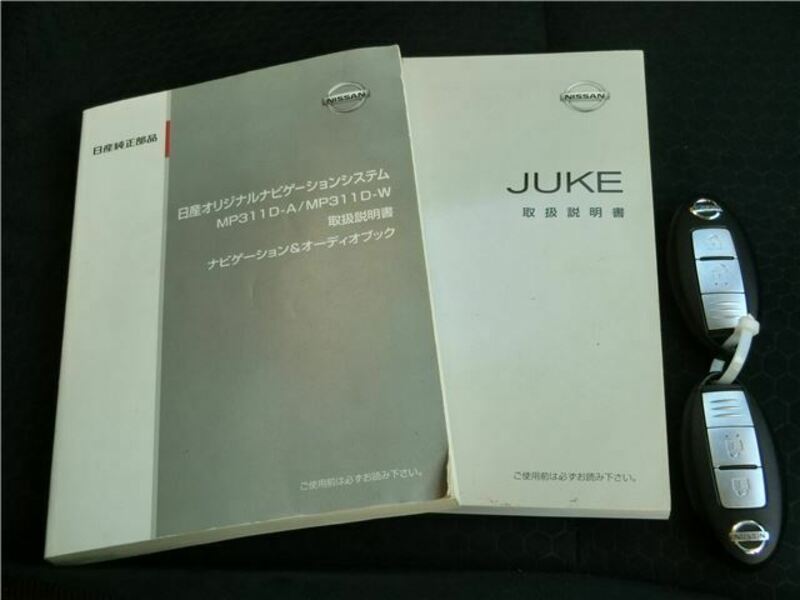 日産純正部品
NISSAN
日産オリジナルナビゲーションシステム
MP311D-A/MP311D-W
取扱説明書
ナビゲーション&オーディオブック
ご使用前は必ずお読み下さい。
NISSAN
JUKE
取扱説明書
ご使用前は必ずお読み下さい。
NISSAN
NISSAN